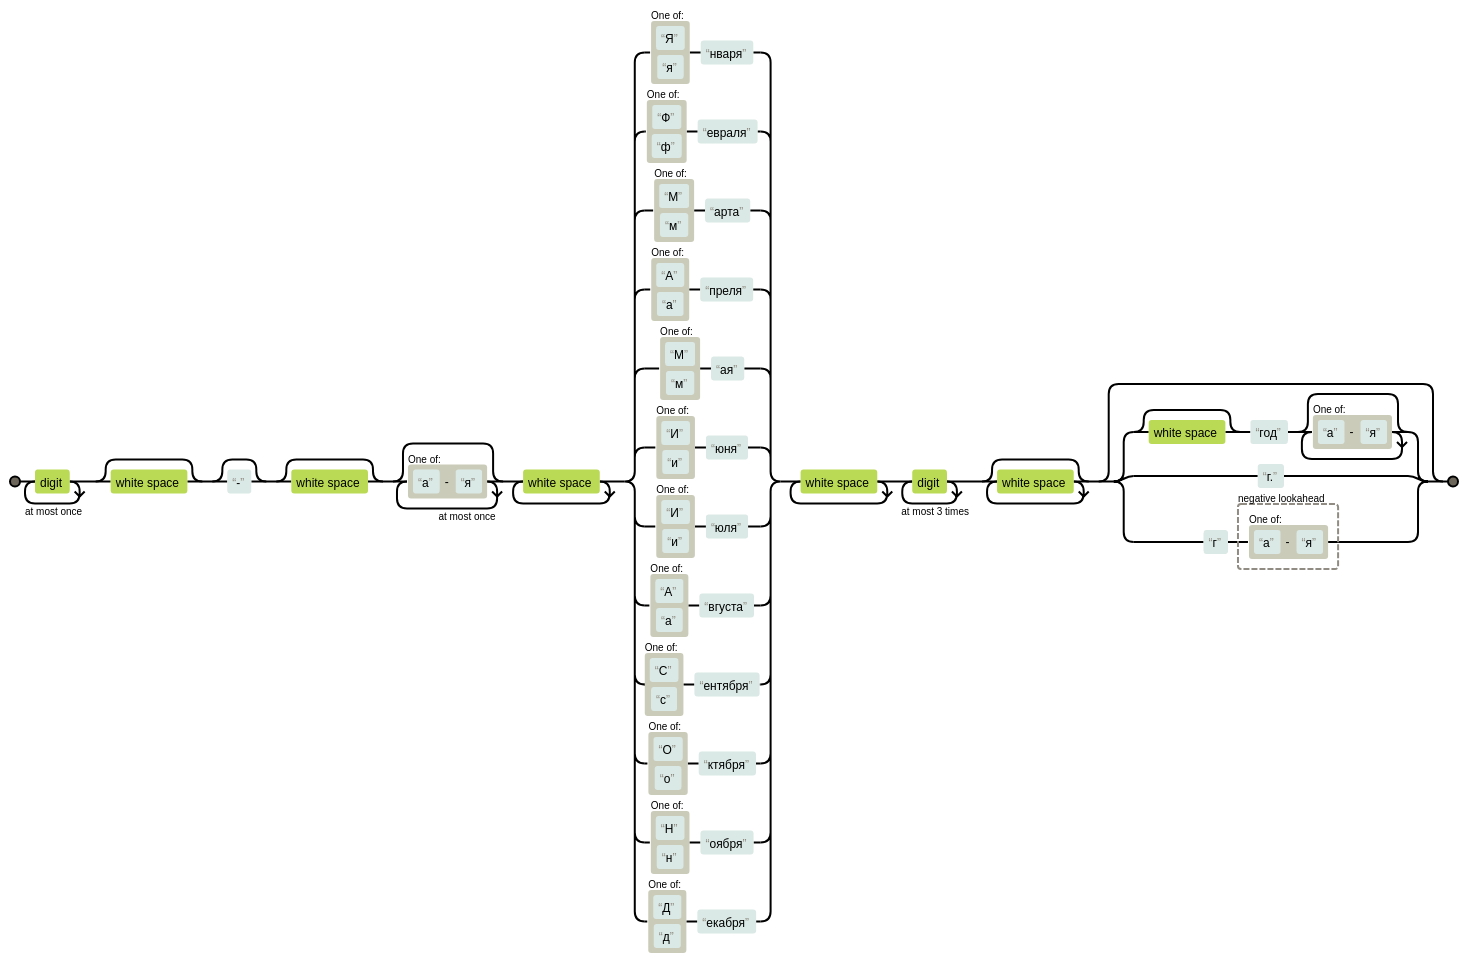 One of:
“Я”
“я”
“нваря”
One of:
“Ф”
“ф”
“евраля”
One of:
“М”
“м”
“арта”
One of:
“А”
“а”
“преля”
One of:
“М”
“м”
“ая”
One of:
“И”
“и”
“юня”
One of:
“И”
“и”
“юля”
One of:
“А”
“а”
“вгуста”
One of:
“С”
“с”
“ентября”
One of:
“О”
“о”
“ктября”
One of:
“Н”
“н”
“оября”
One of:
“Д”
“д”
“екабря”
digit
at most once
white space
“-”
white space
One of:
“а” - “я”
at most once
white space
white space
digit
at most 3 times
white space
white space
“год”
One of:
“а” - “я”
“г.”
“г”
negative lookahead
One of:
“а” - “я”